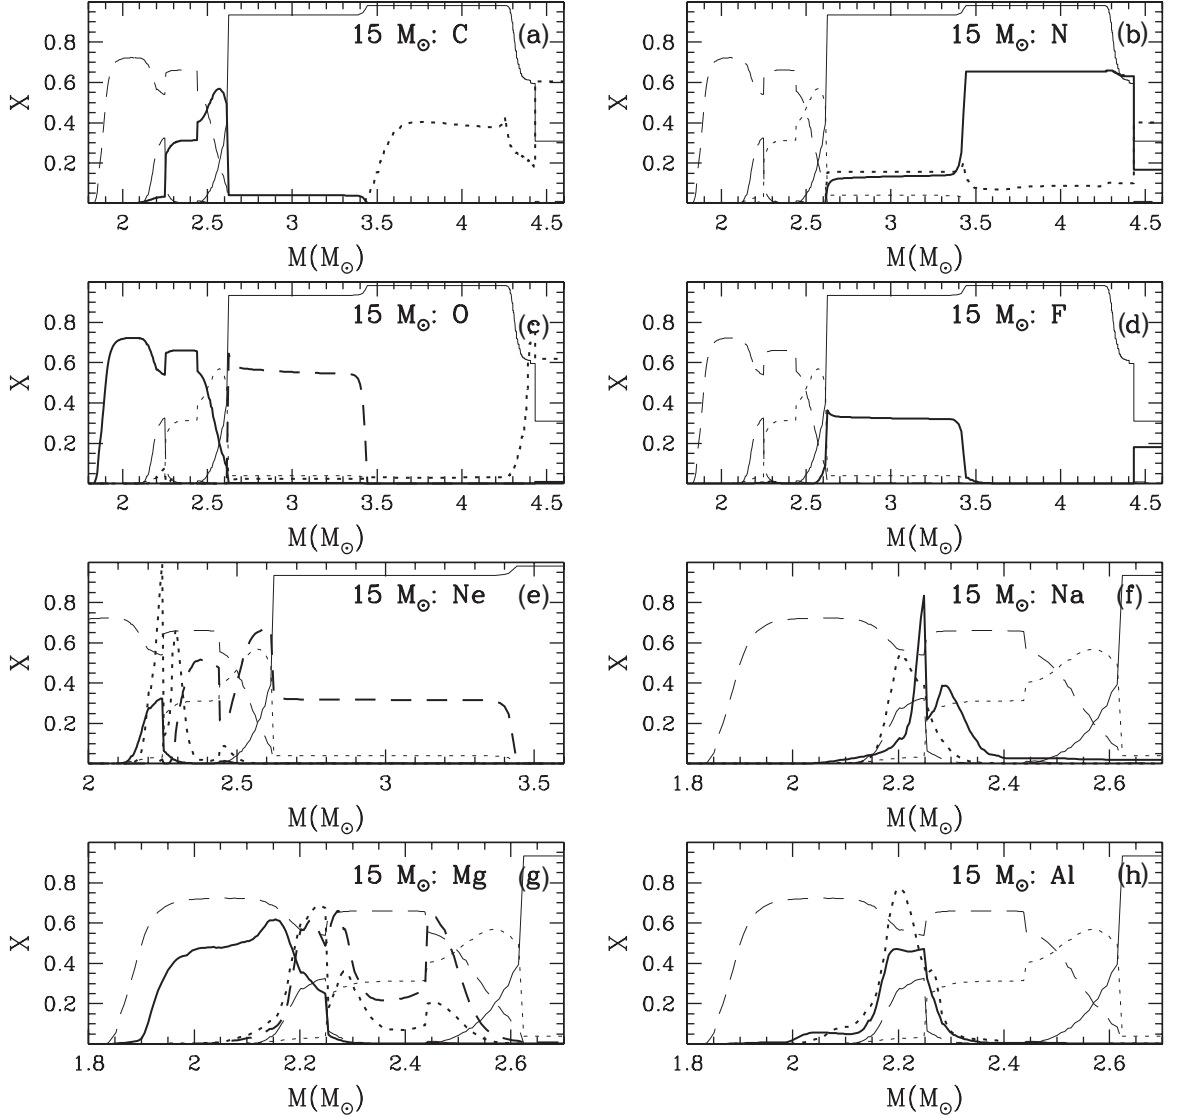 15 M⊙: C (a)
0.8
0.6
0.4
0.2
X
2 2.5 3 3.5 4 4.5
M(M⊙)
15 M⊙: N (b)
0.8
0.6
0.4
0.2
X
2 2.5 3 3.5 4 4.5
M(M⊙)
15 M⊙: O (c)
0.8
0.6
0.4
0.2
X
2 2.5 3 3.5 4 4.5
M(M⊙)
15 M⊙: F (d)
0.8
0.6
0.4
0.2
X
2 2.5 3 3.5 4 4.5
M(M⊙)
15 M⊙: Ne (e)
0.8
0.6
0.4
0.2
X
2 2.5 3 3.5
M(M⊙)
15 M⊙: Na (f)
0.8
0.6
0.4
0.2
X
1.8 2 2.2 2.4 2.6
M(M⊙)
15 M⊙: Mg (g)
0.8
0.6
0.4
0.2
X
1.8 2 2.2 2.4 2.6
M(M⊙)
15 M⊙: Al (h)
0.8
0.6
0.4
0.2
X
1.8 2 2.2 2.4 2.6
M(M⊙)